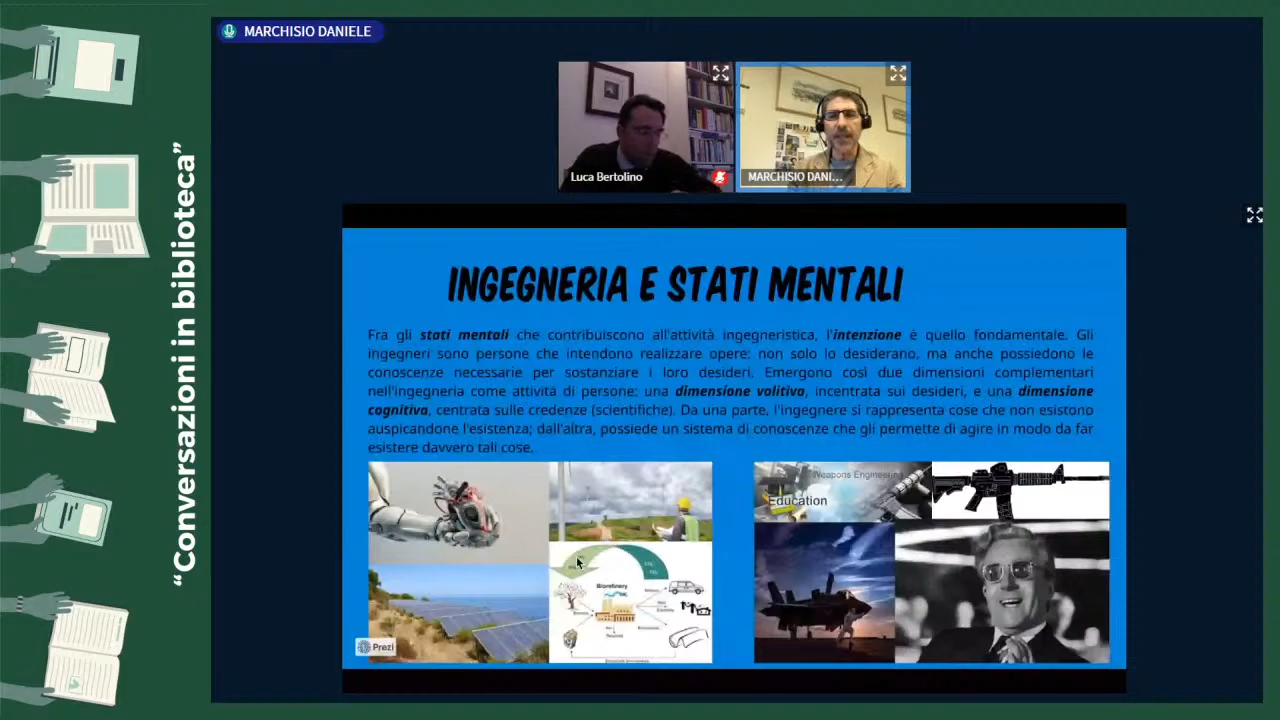 "Conversazioni in biblioteca"
MARCHISIO DANIELE
Luca Bertolino
MARCHISIO DANI...
INGEGNERIA E STATI MENTALI
Fra gli stati mentali che contribuiscono all'attività ingegneristica, l'intenzione è quello fondamentale. Gli
ingegneri sono persone che intendono realizzare opere: non solo lo desiderano, ma anche possiedono le
conoscenze necessarie per sostanziare i loro desideri. Emergono così due dimensioni complementari
nell'ingegneria come attività di persone: una dimensione volitiva, incentrata sui desideri, e una dimensione
cognitiva, centrata sulle credenze (scientifiche). Da una parte, l'ingegnere si rappresenta cose che non esistono
auspicandone l'esistenza; dall'altra, possiede un sistema di conoscenze che gli permette di agire in modo da far
esistere davvero tali cose.
Weapons Engineering
Education
Biorefinery
Prezi